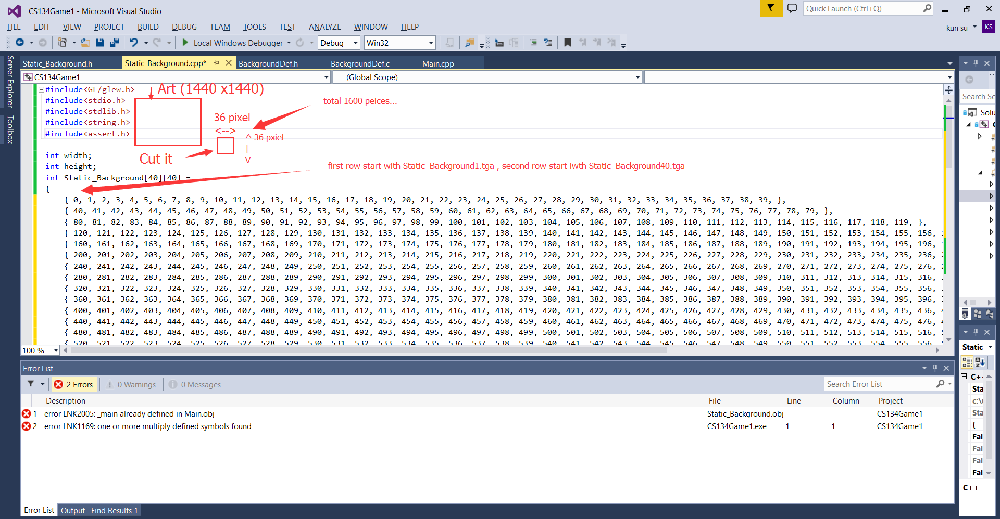 CS134Game1 - Microsoft Visual Studio
Quick Launch (Ctrl+Q)
FILE EDIT VIEW PROJECT BUILD DEBUG TEAM TOOLS TEST ANALYZE WINDOW HELP
kun su KS
Local Windows Debugger Debug Win32
Server Explorer
Toolbox
Static_Background.h Static_Background.cpp* BackgroundDef.h BackgroundDef.c Main.cpp
CS134Game1 (Global Scope)
#include<GL/glew.h>
#include<stdio.h>
#include<stdlib.h>
#include<string.h>
#include<assert.h>
Art (1440 x1440)
total 1600 peices...
36 pixel
<-->
^ 36 pxiel
|
V
Cut it
first row start with Static_Background1.tga , second row start iwth Static_Background40.tga
int width;
int height;
int Static_Background[40][40] =
{
{ 0, 1, 2, 3, 4, 5, 6, 7, 8, 9, 10, 11, 12, 13, 14, 15, 16, 17, 18, 19, 20, 21, 22, 23, 24, 25, 26, 27, 28, 29, 30, 31, 32, 33, 34, 35, 36, 37, 38, 39, },
{ 40, 41, 42, 43, 44, 45, 46, 47, 48, 49, 50, 51, 52, 53, 54, 55, 56, 57, 58, 59, 60, 61, 62, 63, 64, 65, 66, 67, 68, 69, 70, 71, 72, 73, 74, 75, 76, 77, 78, 79, },
{ 80, 81, 82, 83, 84, 85, 86, 87, 88, 89, 90, 91, 92, 93, 94, 95, 96, 97, 98, 99, 100, 101, 102, 103, 104, 105, 106, 107, 108, 109, 110, 111, 112, 113, 114, 115, 116, 117, 118, 119, },
{ 120, 121, 122, 123, 124, 125, 126, 127, 128, 129, 130, 131, 132, 133, 134, 135, 136, 137, 138, 139, 140, 141, 142, 143, 144, 145, 146, 147, 148, 149, 150, 151, 152, 153, 154, 155, 156,
{ 160, 161, 162, 163, 164, 165, 166, 167, 168, 169, 170, 171, 172, 173, 174, 175, 176, 177, 178, 179, 180, 181, 182, 183, 184, 185, 186, 187, 188, 189, 190, 191, 192, 193, 194, 195, 196,
{ 200, 201, 202, 203, 204, 205, 206, 207, 208, 209, 210, 211, 212, 213, 214, 215, 216, 217, 218, 219, 220, 221, 222, 223, 224, 225, 226, 227, 228, 229, 230, 231, 232, 233, 234, 235, 236,
{ 240, 241, 242, 243, 244, 245, 246, 247, 248, 249, 250, 251, 252, 253, 254, 255, 256, 257, 258, 259, 260, 261, 262, 263, 264, 265, 266, 267, 268, 269, 270, 271, 272, 273, 274, 275, 276,
{ 280, 281, 282, 283, 284, 285, 286, 287, 288, 289, 290, 291, 292, 293, 294, 295, 296, 297, 298, 299, 300, 301, 302, 303, 304, 305, 306, 307, 308, 309, 310, 311, 312, 313, 314, 315, 316,
{ 320, 321, 322, 323, 324, 325, 326, 327, 328, 329, 330, 331, 332, 333, 334, 335, 336, 337, 338, 339, 340, 341, 342, 343, 344, 345, 346, 347, 348, 349, 350, 351, 352, 353, 354, 355, 356,
{ 360, 361, 362, 363, 364, 365, 366, 367, 368, 369, 370, 371, 372, 373, 374, 375, 376, 377, 378, 379, 380, 381, 382, 383, 384, 385, 386, 387, 388, 389, 390, 391, 392, 393, 394, 395, 396,
{ 400, 401, 402, 403, 404, 405, 406, 407, 408, 409, 410, 411, 412, 413, 414, 415, 416, 417, 418, 419, 420, 421, 422, 423, 424, 425, 426, 427, 428, 429, 430, 431, 432, 433, 434, 435, 436,
{ 440, 441, 442, 443, 444, 445, 446, 447, 448, 449, 450, 451, 452, 453, 454, 455, 456, 457, 458, 459, 460, 461, 462, 463, 464, 465, 466, 467, 468, 469, 470, 471, 472, 473, 474, 475, 476,
{ 480, 481, 482, 483, 484, 485, 486, 487, 488, 489, 490, 491, 492, 493, 494, 495, 496, 497, 498, 499, 500, 501, 502, 503, 504, 505, 506, 507, 508, 509, 510, 511, 512, 513, 514, 515, 516,
{ 520, 521, 522, 523, 524, 525, 526, 527, 528, 529, 530, 531, 532, 533, 534, 535, 536, 537, 538, 539, 540, 541, 542, 543, 544, 545, 546, 547, 548, 549, 550, 551, 552, 553, 554, 555, 556,
100 %
Search Sc
Solu
Static_
C++
Sta
c:\
Sta
{
Fal
Fal
Fal
Fal
C++
Error List
2 Errors 0 Warnings 0 Messages Search Error List
Description File Line Column Project
1 error LNK2005: _main already defined in Main.obj Static_Background.obj CS134Game1
2 error LNK1169: one or more multiply defined symbols found CS134Game1.exe 1 1 CS134Game1
Error List Output Find Results 1